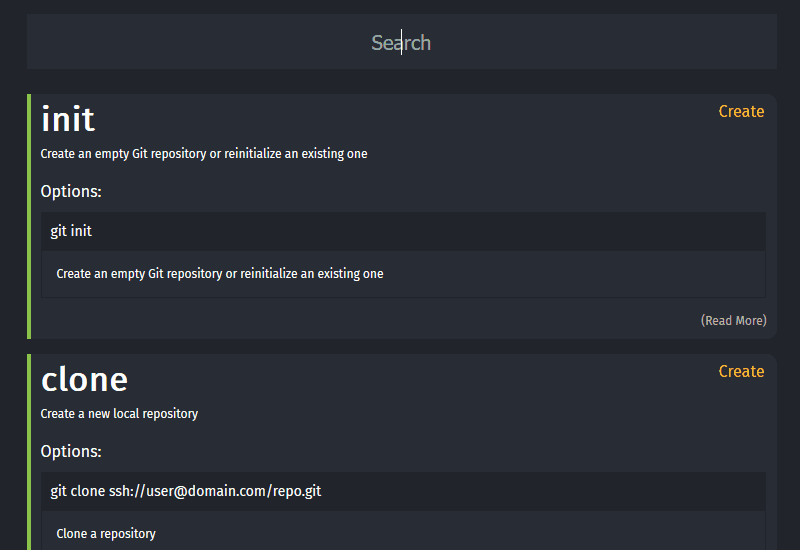 Search
init
Create
Create an empty Git repository or reinitialize an existing one
Options:
git init
Create an empty Git repository or reinitialize an existing one
(Read More)
clone
Create
Create a new local repository
Options:
git clone ssh://user@domain.com/repo.git
Clone a repository